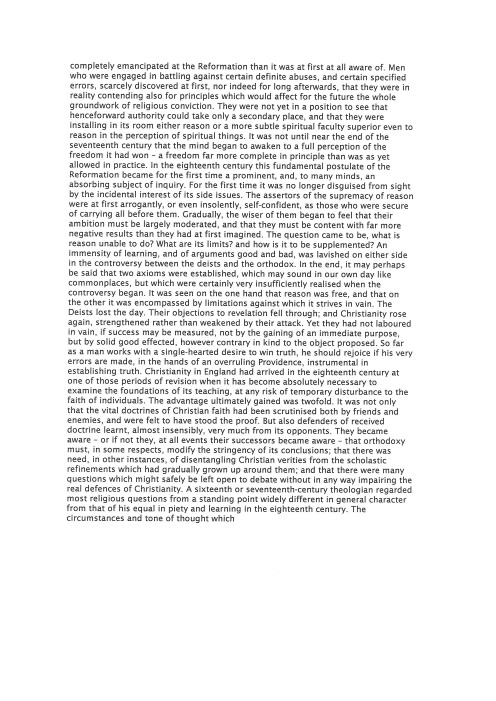 completely emancipated at the Reformation than it was at first at all aware of. Men
who were engaged in battling against certain definite abuses, and certain specified
errors, scarcely discovered at first, nor indeed for long afterwards, that they were in
reality contending also for principles which would affect for the future the whole
groundwork of religious conviction. They were not yet in a position to see that
henceforward authority could take only a secondary place, and that they were
installing in its room either reason or a more subtle spiritual faculty superior even to
reason in the perception of spiritual things. It was not until near the end of the
seventeenth century that the mind began to awaken to a full perception of the
freedom it had won – a freedom far more complete in principle than was as yet
allowed in practice. In the eighteenth century this fundamental postulate of the
Reformation became for the first time a prominent, and, to many minds, an
absorbing subject of inquiry. For the first time it was no longer disguised from sight
by the incidental interest of its side issues. The assertors of the supremacy of reason
were at first arrogantly, or even insolently, self-confident, as those who were secure
of carrying all before them. Gradually, the wiser of them began to feel that their
ambition must be largely moderated, and that they must be content with far more
negative results than they had at first imagined. The question came to be, what is
reason unable to do? What are its limits? and how is it to be supplemented? An
immensity of learning, and of arguments good and bad, was lavished on either side
in the controversy between the deists and the orthodox. In the end, it may perhaps
be said that two axioms were established, which may sound in our own day like
commonplaces, but which were certainly very insufficiently realised when the
controversy began. It was seen on the one hand that reason was free, and that on
the other it was encompassed by limitations against which it strives in vain. The
Deists lost the day. Their objections to revelation fell through; and Christianity rose
again, strengthened rather than weakened by their attack. Yet they had not laboured
in vain, if success may be measured, not by the gaining of an immediate purpose,
but by solid good effected, however contrary in kind to the object proposed. So far
as a man works with a single-hearted desire to win truth, he should rejoice if his very
errors are made, in the hands of an overruling Providence, instrumental in
establishing truth. Christianity in England had arrived in the eighteenth century at
one of those periods of revision when it has become absolutely necessary to
examine the foundations of its teaching, at any risk of temporary disturbance to the
faith of individuals. The advantage ultimately gained was twofold. It was not only
that the vital doctrines of Christian faith had been scrutinised both by friends and
enemies, and were felt to have stood the proof. But also defenders of received
doctrine learnt, almost insensibly, very much from its opponents. They became
aware – or if not they, at all events their successors became aware – that orthodoxy
must, in some respects, modify the stringency of its conclusions; that there was
need, in other instances, of disentangling Christian verities from the scholastic
refinements which had gradually grown up around them; and that there were many
questions which might safely be left open to debate without in any way impairing the
real defences of Christianity. A sixteenth or seventeenth-century theologian regarded
most religious questions from a standing point widely different in general character
from that of his equal in piety and learning in the eighteenth century. The
circumstances and tone of thought which